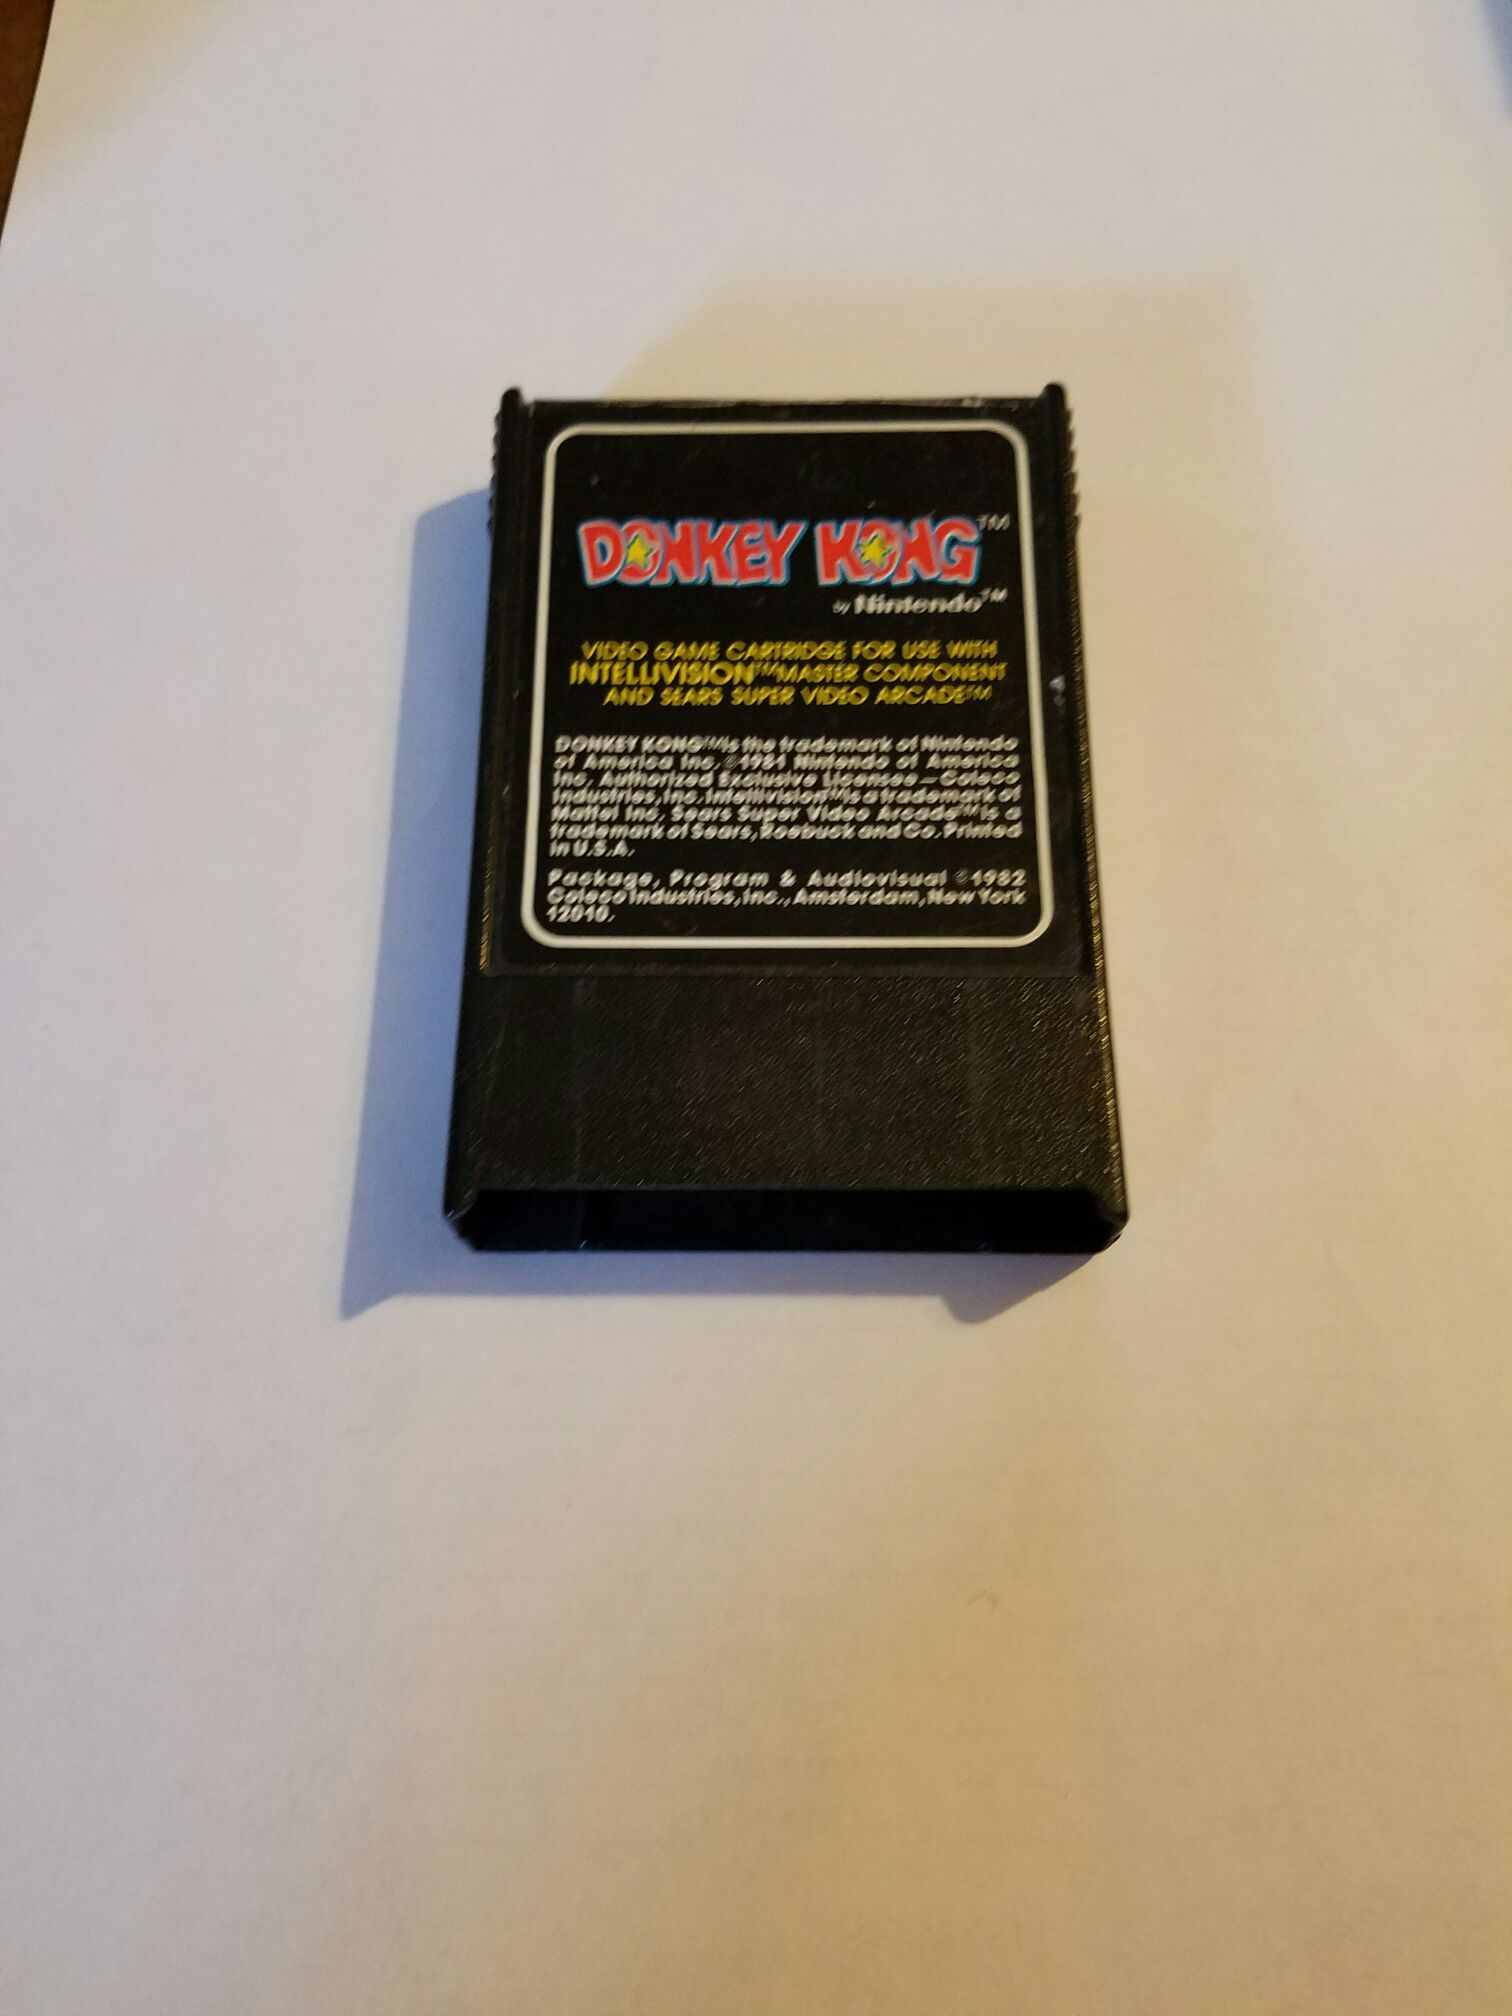 DONKEY KONG™
by Nintendo™
VIDEO GAME CARTRIDGE FOR USE WITH
INTELLIVISION™ MASTER COMPONENT
AND SEARS SUPER VIDEO ARCADE™
DONKEY KONG™ is the trademark of Nintendo
of America Inc. ©1981 Nintendo of America
Inc. Authorized Exclusive Licensee—Coleco
Industries, Inc. Intellivision™ is a trademark of
Mattel Inc. Sears Super Video Arcade™ is a
trademark of Sears, Roebuck and Co. Printed
in U.S.A.
Package, Program & Audiovisual ©1982
Coleco Industries, Inc., Amsterdam, New York
12010.